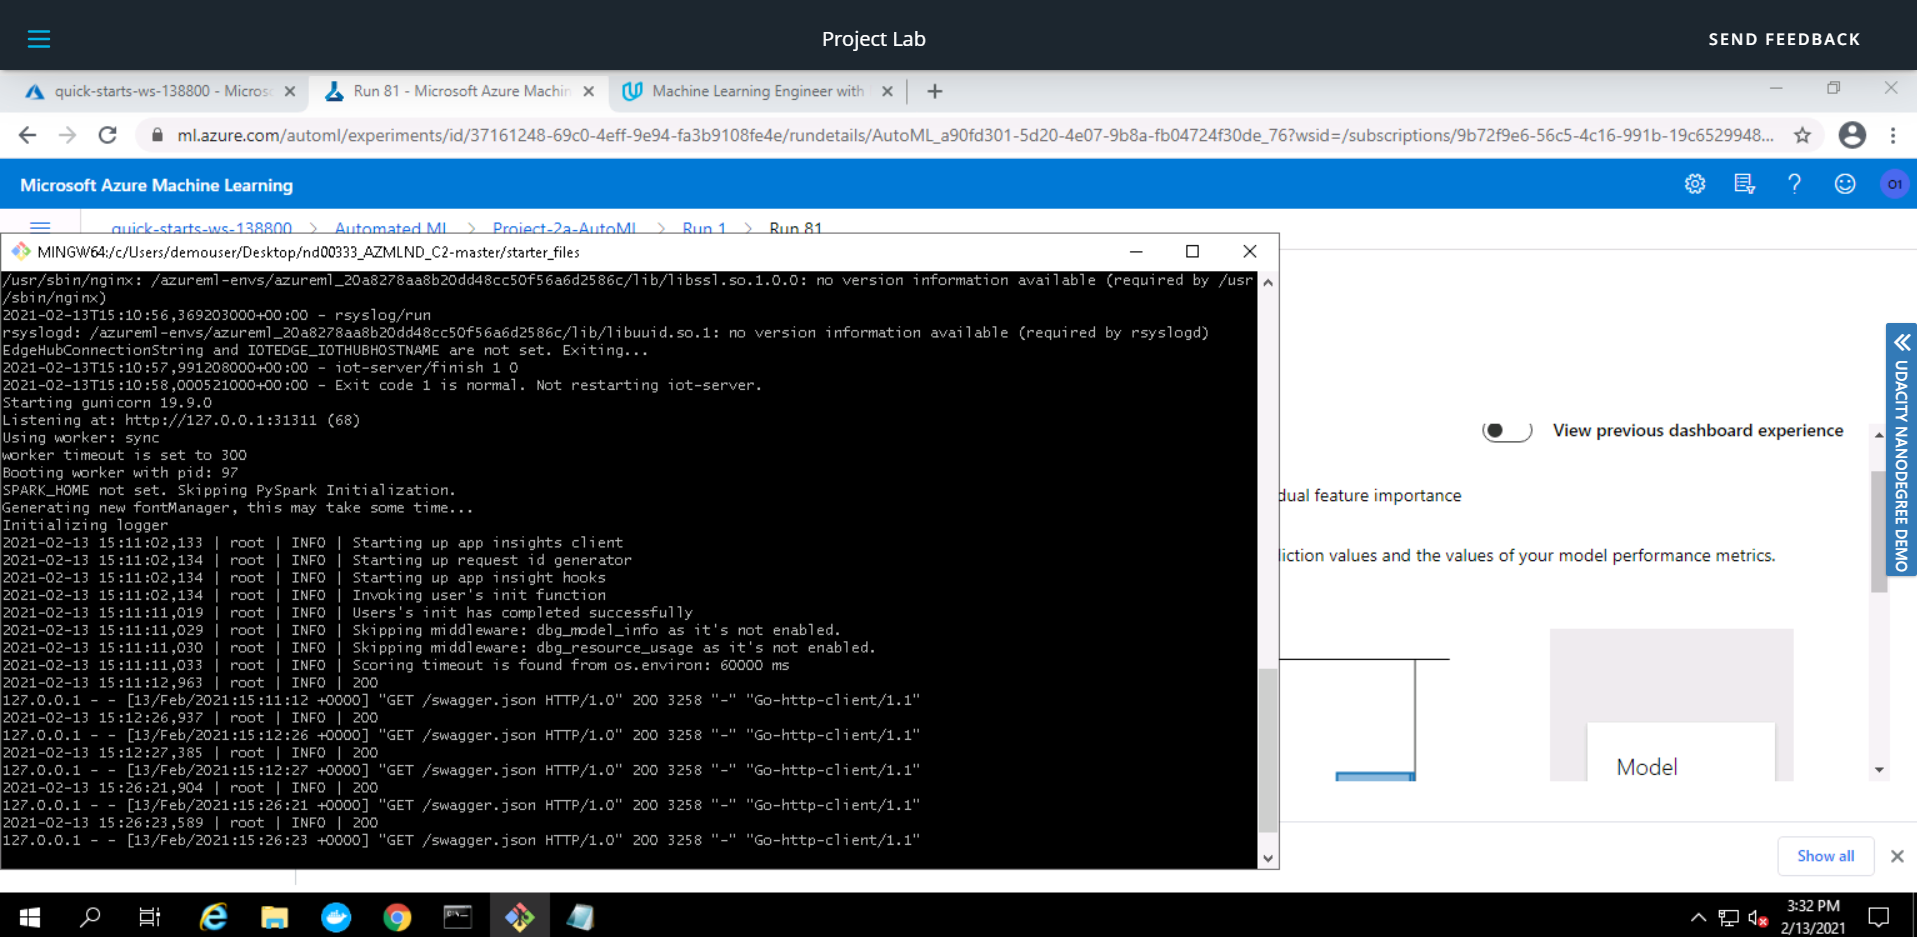 Project Lab
SEND FEEDBACK
quick-starts-ws-138800 - Micros
Run 81 - Microsoft Azure Machin
Machine Learning Engineer with
ml.azure.com/automl/experiments/id/37161248-69c0-4eff-9e94-fa3b9108fe4e/rundetails/AutoML_a90fd301-5d20-4e07-9b8a-fb04724f30de_76?wsid=/subscriptions/9b72f9e6-56c5-4c16-991b-19c6529948...
Microsoft Azure Machine Learning
O1
quick-starts-ws-138800 > Automated ML > Project-2a-AutoML > Run 1 > Run 81
MINGW64:/c/Users/demouser/Desktop/nd00333_AZMLND_C2-master/starter_files
/usr/sbin/nginx: /azureml-envs/azureml_20a8278aa8b20dd48cc50f56a6d2586c/lib/libssl.so.1.0.0: no version information available (required by /usr
/sbin/nginx)
2021-02-13T15:10:56,369203000+00:00 - rsyslog/run
rsyslogd: /azureml-envs/azureml_20a8278aa8b20dd48cc50f56a6d2586c/lib/libuuid.so.1: no version information available (required by rsyslogd)
EdgeHubConnectionString and IOTEDGE_IOTHUBHOSTNAME are not set. Exiting...
2021-02-13T15:10:57,991208000+00:00 - iot-server/finish 1 0
2021-02-13T15:10:58,000521000+00:00 - Exit code 1 is normal. Not restarting iot-server.
Starting gunicorn 19.9.0
Listening at: http://127.0.0.1:31311 (68)
Using worker: sync
worker timeout is set to 300
Booting worker with pid: 97
SPARK_HOME not set. Skipping PySpark Initialization.
Generating new fontManager, this may take some time...
Initializing logger
2021-02-13 15:11:02,133 | root | INFO | Starting up app insights client
2021-02-13 15:11:02,134 | root | INFO | Starting up request id generator
2021-02-13 15:11:02,134 | root | INFO | Starting up app insight hooks
2021-02-13 15:11:02,134 | root | INFO | Invoking user's init function
2021-02-13 15:11:11,019 | root | INFO | Users's init has completed successfully
2021-02-13 15:11:11,029 | root | INFO | Skipping middleware: dbg_model_info as it's not enabled.
2021-02-13 15:11:11,030 | root | INFO | Skipping middleware: dbg_resource_usage as it's not enabled.
2021-02-13 15:11:11,033 | root | INFO | Scoring timeout is found from os.environ: 60000 ms
2021-02-13 15:11:12,963 | root | INFO | 200
127.0.0.1 - - [13/Feb/2021:15:11:12 +0000] "GET /swagger.json HTTP/1.0" 200 3258 "-" "Go-http-client/1.1"
2021-02-13 15:12:26,937 | root | INFO | 200
127.0.0.1 - - [13/Feb/2021:15:12:26 +0000] "GET /swagger.json HTTP/1.0" 200 3258 "-" "Go-http-client/1.1"
2021-02-13 15:12:27,385 | root | INFO | 200
127.0.0.1 - - [13/Feb/2021:15:12:27 +0000] "GET /swagger.json HTTP/1.0" 200 3258 "-" "Go-http-client/1.1"
2021-02-13 15:26:21,904 | root | INFO | 200
127.0.0.1 - - [13/Feb/2021:15:26:21 +0000] "GET /swagger.json HTTP/1.0" 200 3258 "-" "Go-http-client/1.1"
2021-02-13 15:26:23,589 | root | INFO | 200
127.0.0.1 - - [13/Feb/2021:15:26:23 +0000] "GET /swagger.json HTTP/1.0" 200 3258 "-" "Go-http-client/1.1"
View previous dashboard experience
dual feature importance
liction values and the values of your model performance metrics.
Model
UDACITY NANODEGREE DEMO
Show all
3:32 PM
2/13/2021